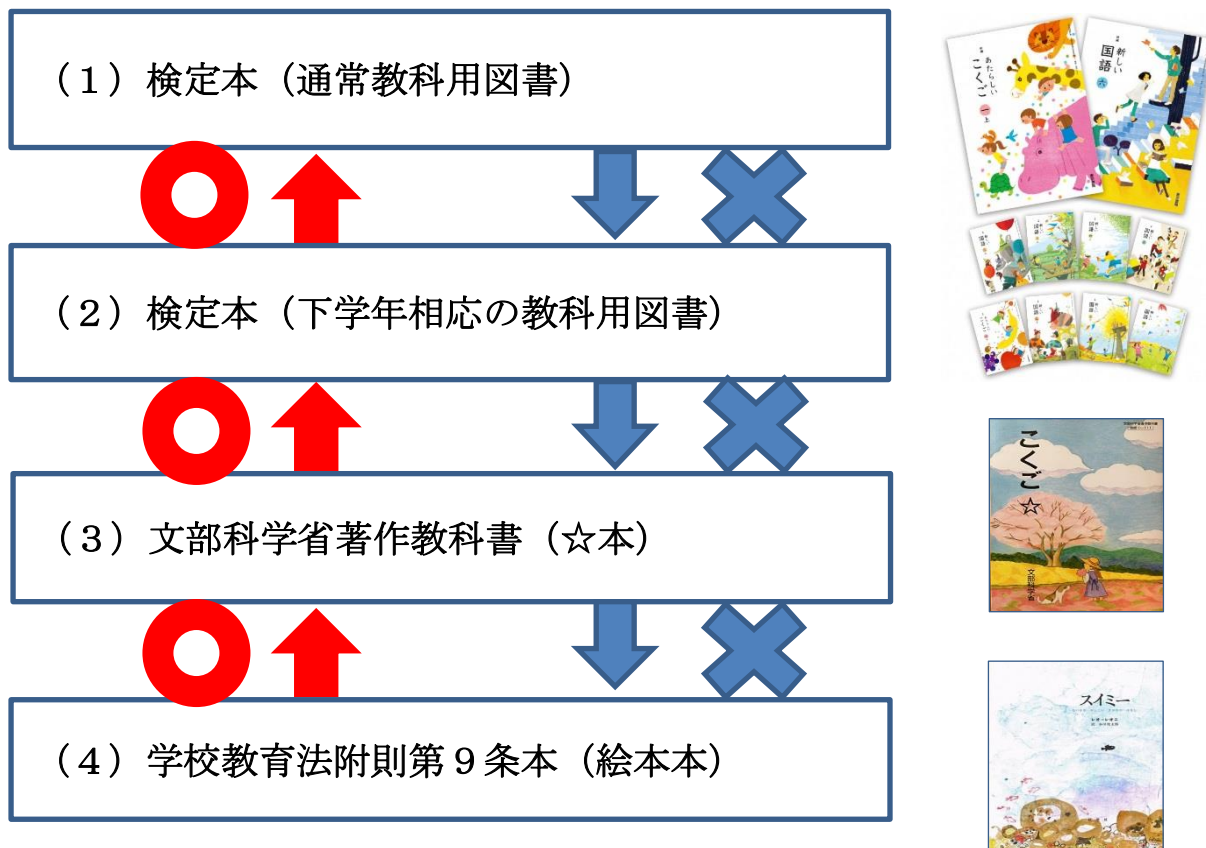 （１）検定本（通常教科用図書）
（２）検定本（下学年相応の教科用図書）
（３）文部科学省著作教科書（☆本）
（４）学校教育法附則第９条本（絵本本）
あたらしい
こくご
一上
新しい
国語
六
こくご
☆
文部科学省
スイミー